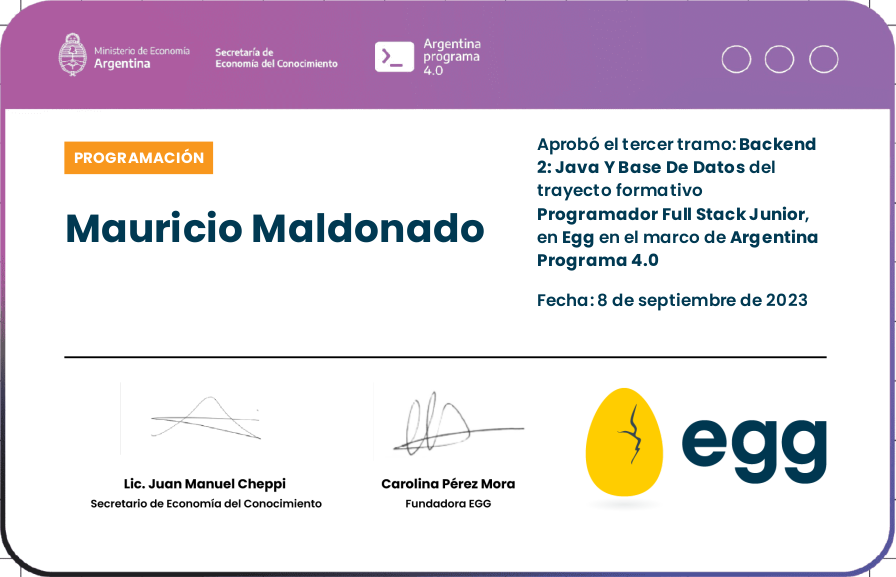 Ministerio de Economía
Argentina
Secretaría de
Economía del Conocimiento
Argentina
programa
4.0
PROGRAMACIÓN
Mauricio Maldonado
Aprobó el tercer tramo: Backend
2: Java Y Base De Datos del
trayecto formativo
Programador Full Stack Junior,
en Egg en el marco de Argentina
Programa 4.0
Fecha: 8 de septiembre de 2023
Lic. Juan Manuel Cheppi
Secretario de Economía del Conocimiento
Carolina Pérez Mora
Fundadora EGG
egg